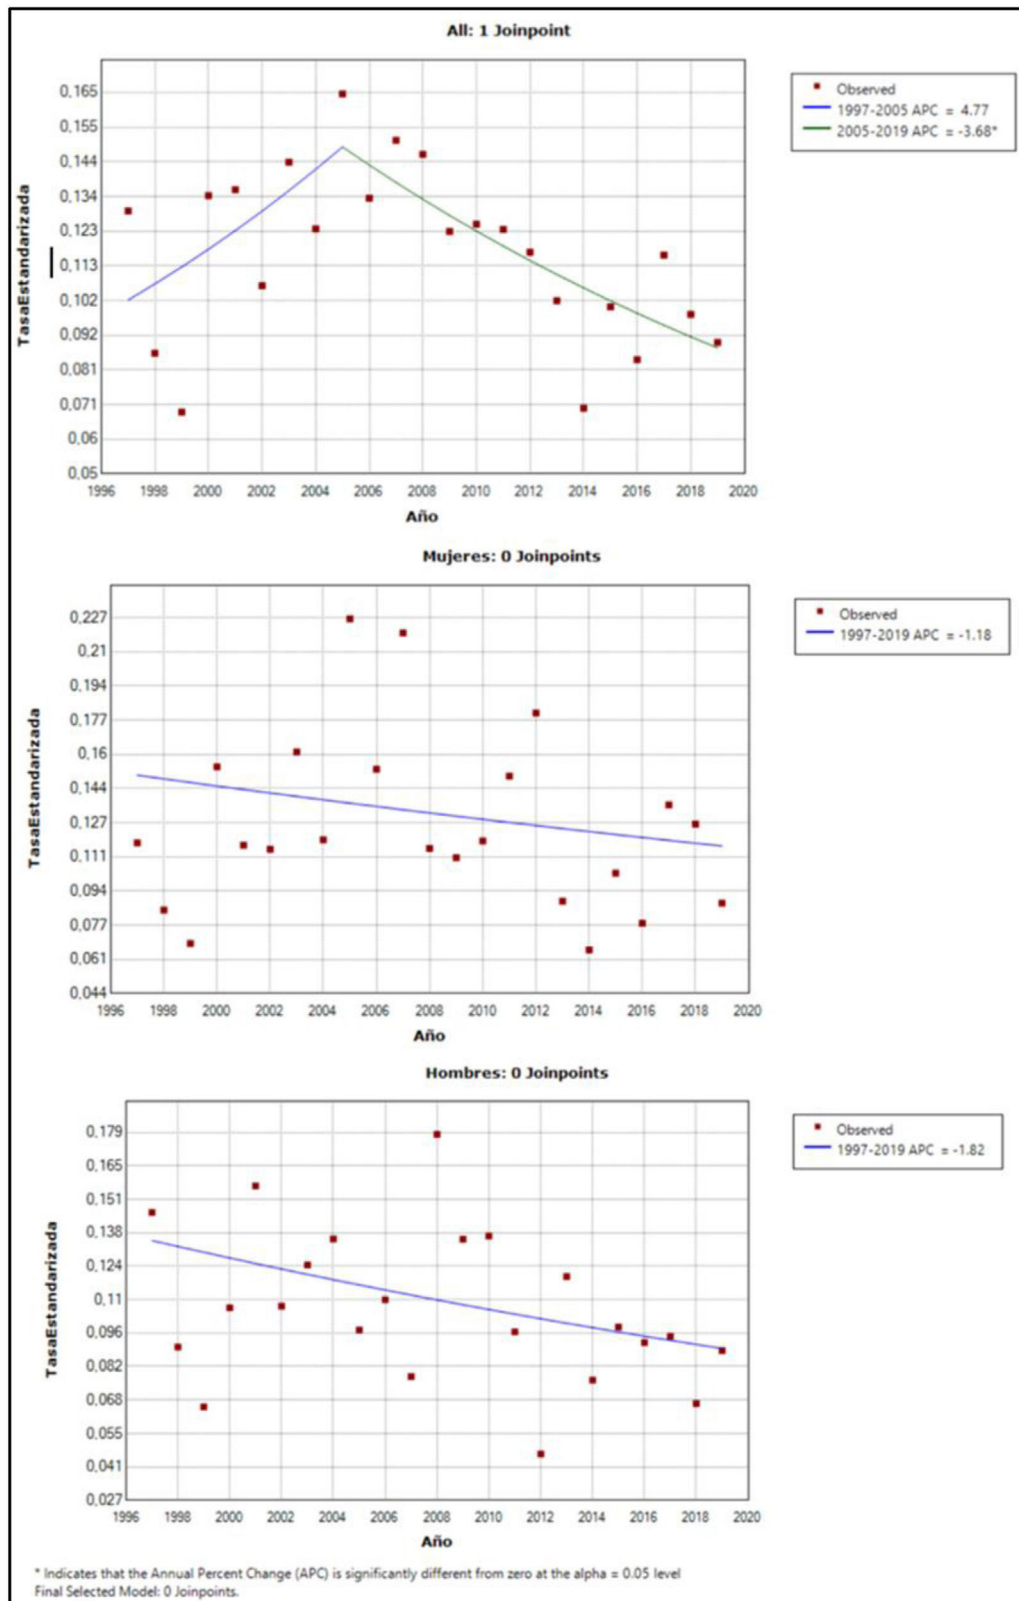 All: 1 Joinpoint
TasaEstandarizada
0,165
0,155
0,144
0,134
0,123
0,113
0,102
0,092
0,081
0,071
0,06
0,05
1996 1998 2000 2002 2004 2006 2008 2010 2012 2014 2016 2018 2020
Año
Observed
1997-2005 APC = 4.77
2005-2019 APC = -3.68*
Mujeres: 0 Joinpoints
TasaEstandarizada
0,227
0,21
0,194
0,177
0,16
0,144
0,127
0,111
0,094
0,077
0,061
0,044
1996 1998 2000 2002 2004 2006 2008 2010 2012 2014 2016 2018 2020
Año
Observed
1997-2019 APC = -1.18
Hombres: 0 Joinpoints
TasaEstandarizada
0,179
0,165
0,151
0,138
0,124
0,11
0,096
0,082
0,068
0,055
0,041
0,027
1996 1998 2000 2002 2004 2006 2008 2010 2012 2014 2016 2018 2020
Año
Observed
1997-2019 APC = -1.82
* Indicates that the Annual Percent Change (APC) is significantly different from zero at the alpha = 0.05 level
Final Selected Model: 0 Joinpoints.